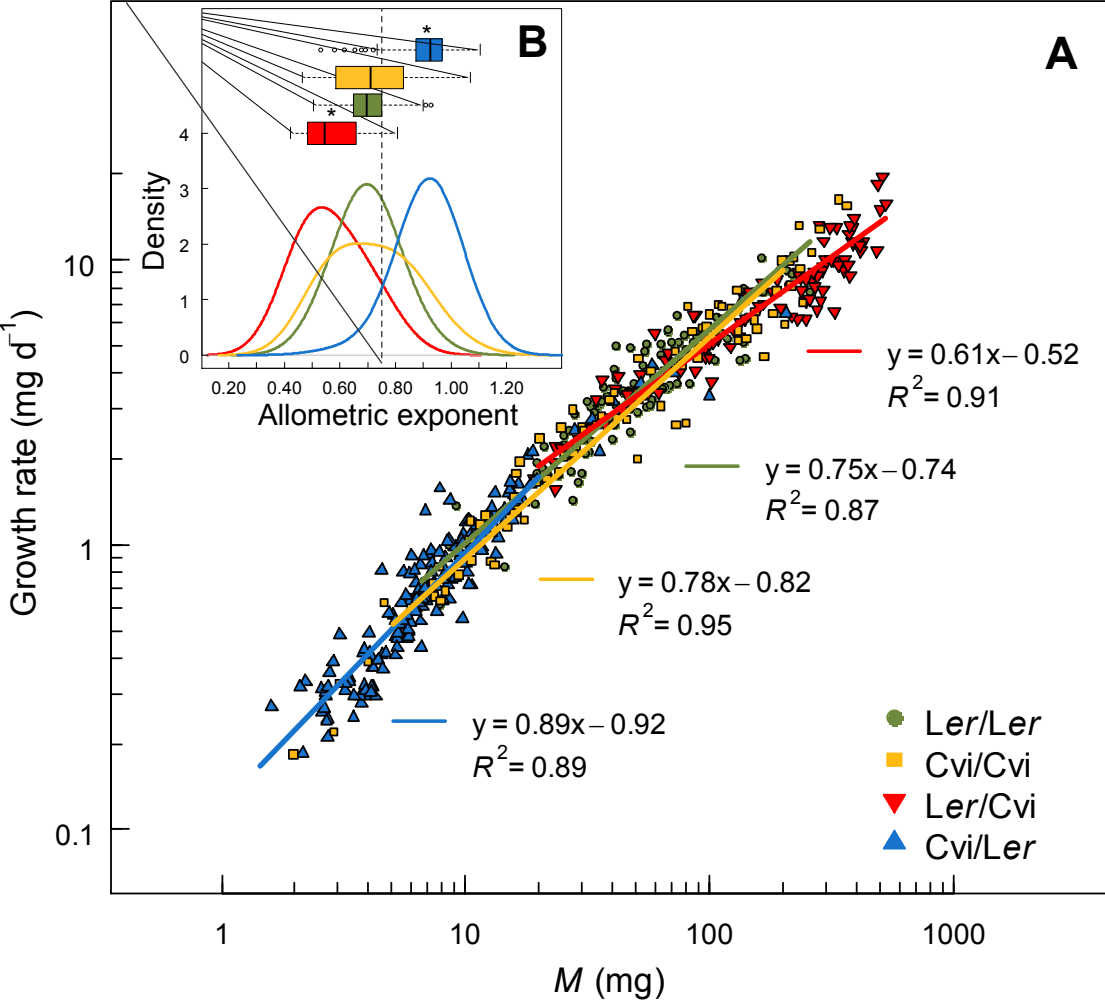 B
A
*
*
4
3
2
1
0
Density
0.20 0.40 0.60 0.80 1.00 1.20
Allometric exponent
10
1
0.1
Growth rate (mg d⁻¹)
y = 0.61x − 0.52
R² = 0.91
y = 0.75x − 0.74
R² = 0.87
y = 0.78x − 0.82
R² = 0.95
y = 0.89x − 0.92
R² = 0.89
Ler/Ler
Cvi/Cvi
Ler/Cvi
Cvi/Ler
1 10 100 1000
M (mg)